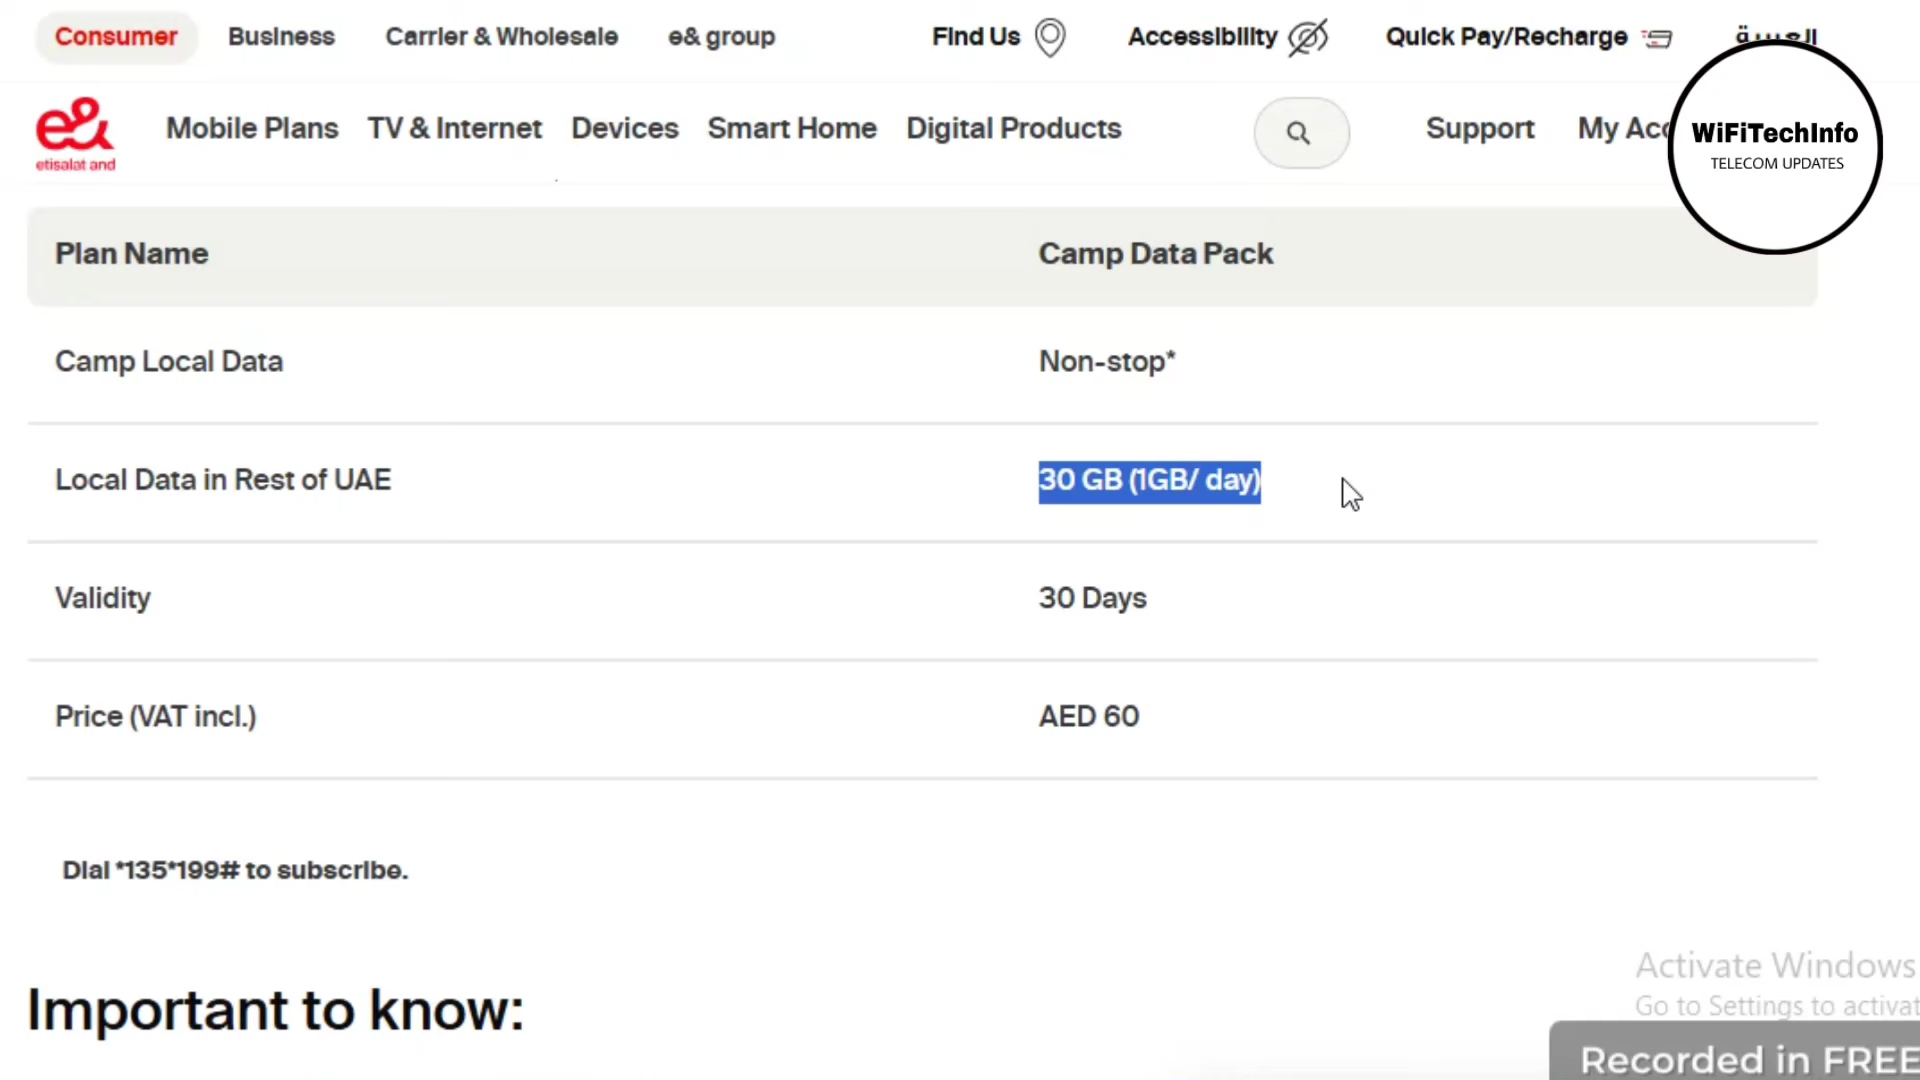 Consumer Business Carrier & Wholesale e& group Find Us Accessibility Quick Pay/Recharge العربية
e& etisalat and Mobile Plans TV & Internet Devices Smart Home Digital Products Support My Acc
WiFiTechInfo
TELECOM UPDATES
Plan Name Camp Data Pack
Camp Local Data Non-stop*
Local Data in Rest of UAE 30 GB (1GB/ day)
Validity 30 Days
Price (VAT incl.) AED 60
Dial *135*199# to subscribe.
Important to know:
Activate Windows
Go to Settings to activat
Recorded in FREE